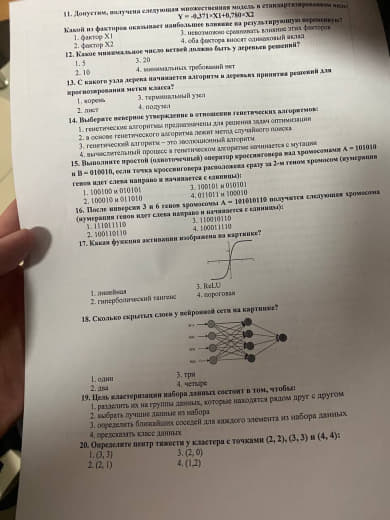 11. Допустим, получена следующая множественная модель в стандартизированном виде:
Y = -0,371×X1+0,780×X2
Какой из факторов оказывает наибольшее влияние на результирующую переменную?
1. фактор X1
3. невозможно сравнивать влияние этих факторов
2. фактор X2
4. оба фактора вносят одинаковый вклад
12. Какое минимальное число ветвей должно быть у деревьев решений?
1. 5
3. 20
2. 10
4. минимальных требований нет
13. С какого узла дерева начинается алгоритм в деревьях принятия решений для
прогнозирования метки класса?
1. корень
3. терминальный узел
2. лист
4. подузел
14. Выберите неверное утверждение в отношении генетических алгоритмов:
1. генетические алгоритмы предназначены для решения задач оптимизации
2. в основе генетического алгоритма лежит метод случайного поиска
3. генетический алгоритм – это эволюционный алгоритм
4. вычислительный процесс в генетическом алгоритме начинается с мутации
15. Выполните простой (одноточечный) оператор кроссинговера над хромосомами A = 101010
и B = 010010, если точка кроссинговера расположена сразу за 2-м геном хромосом (нумерация
генов идет слева направо и начинается с единицы):
1. 100100 и 010101
3. 100101 и 010101
2. 100010 и 011010
4. 011011 и 100010
16. После инверсии 3 и 6 генов хромосомы A = 101010110 получится следующая хромосома
(нумерация генов идет слева направо и начинается с единицы):
1. 111011110
3. 110010110
2. 100110110
4. 100011110
17. Какая функция активации изображена на картинке?
1. линейная
3. ReLU
2. гиперболический тангенс
4. пороговая
18. Сколько скрытых слоев у нейронной сети на картинке?
1. один
3. три
2. два
4. четыре
19. Цель кластеризации набора данных состоит в том, чтобы:
1. разделить их на группы данных, которые находятся рядом друг с другом
2. выбрать лучшие данные из набора
3. определить ближайших соседей для каждого элемента из набора данных
4. предсказать класс данных
20. Определите центр тяжести у кластера с точками (2, 2), (3, 3) и (4, 4):
1. (3, 3)
3. (2, 0)
2. (2, 1)
4. (1,2)